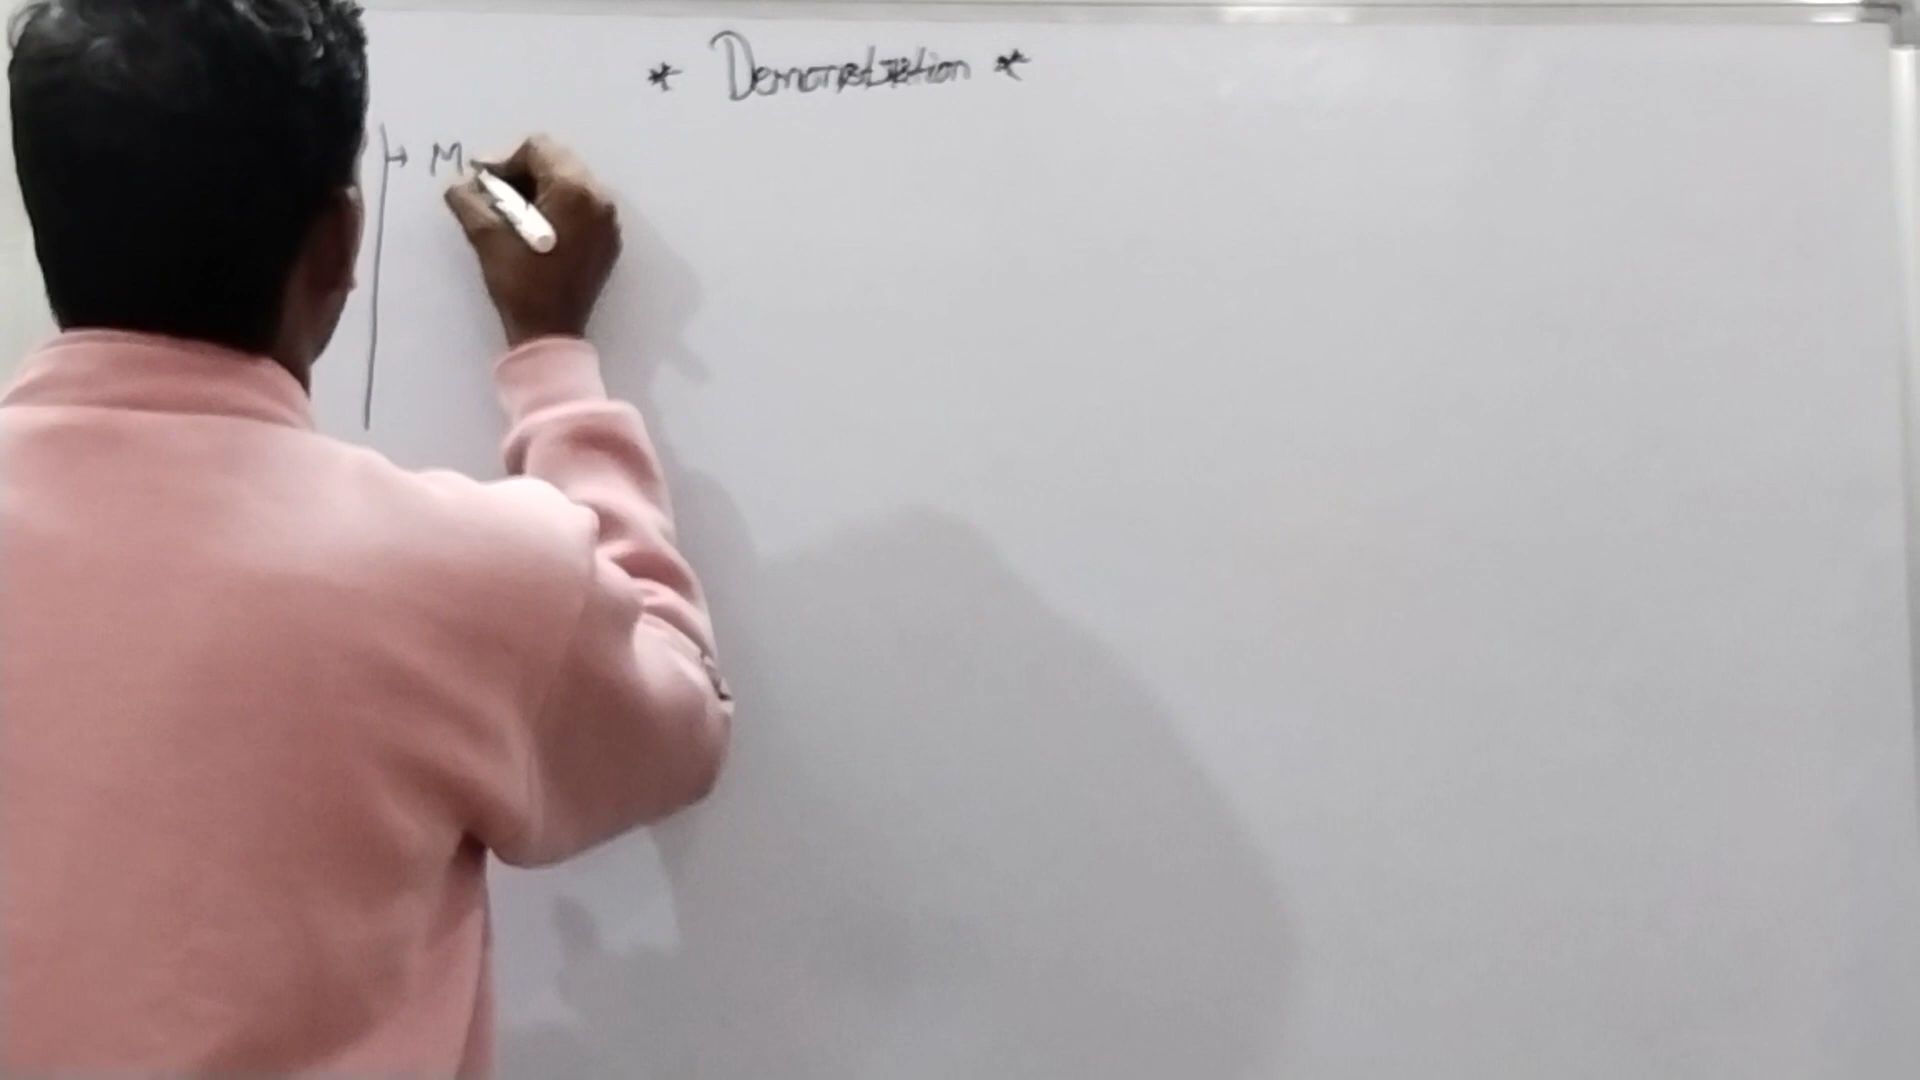 * Demonstration *
→ M